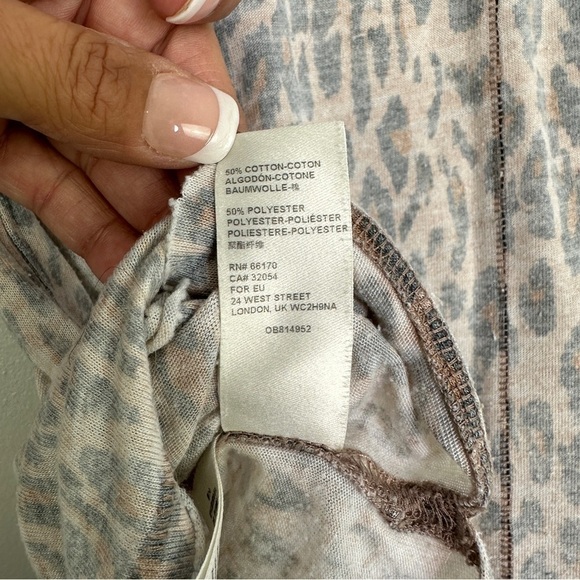 50% COTTON-COTON
ALGODÓN-COTONE
BAUMWOLLE-棉
50% POLYESTER
POLYESTER-POLIÉSTER
POLIESTERE-POLYESTER
聚酯纤维
RN# 66170
CA# 32054
FOR EU
24 WEST STREET
LONDON, UK WC2H9NA
OB814952